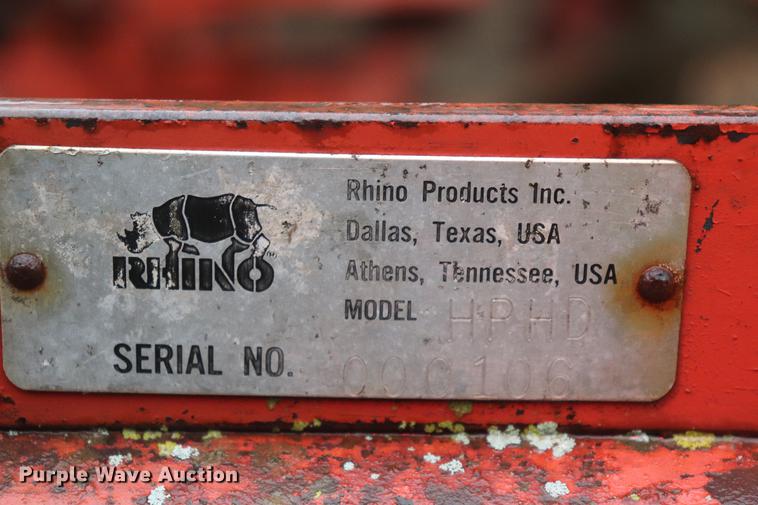 Rhino Products Inc.
Dallas, Texas, USA
Athens, Tennessee, USA
RHINO
MODEL HPHD
SERIAL NO. 000106
Purple Wave Auction